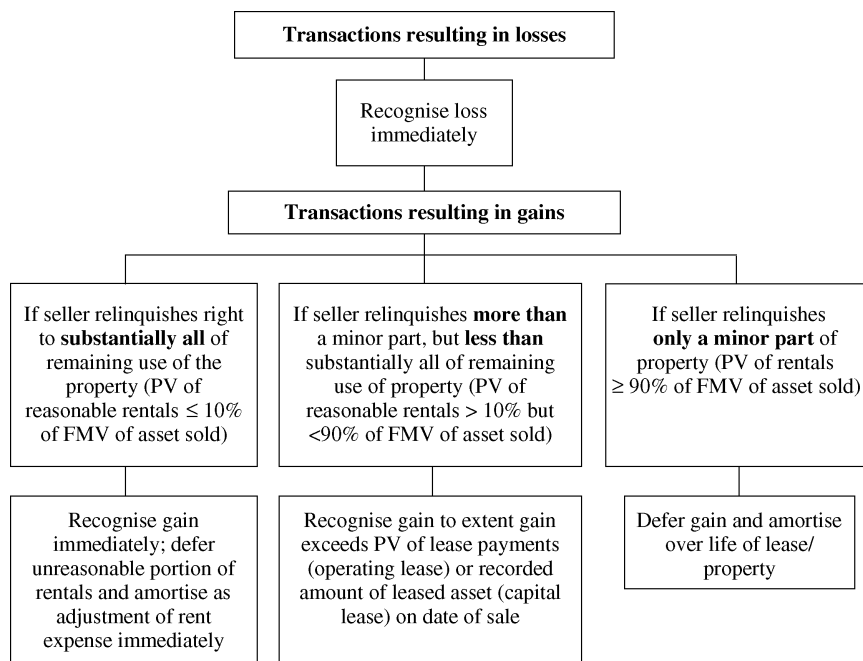 Transactions resulting in losses
Recognise loss
immediately
Transactions resulting in gains
If seller relinquishes right
to substantially all of
remaining use of the
property (PV of
reasonable rentals ≤ 10%
of FMV of asset sold)
If seller relinquishes more than
a minor part, but less than
substantially all of remaining
use of property (PV of
reasonable rentals > 10% but
<90% of FMV of asset sold)
If seller relinquishes
only a minor part of
property (PV of rentals
≥ 90% of FMV of asset sold)
Recognise gain
immediately; defer
unreasonable portion of
rentals and amortise as
adjustment of rent
expense immediately
Recognise gain to extent gain
exceeds PV of lease payments
(operating lease) or recorded
amount of leased asset (capital
lease) on date of sale
Defer gain and amortise
over life of lease/
property